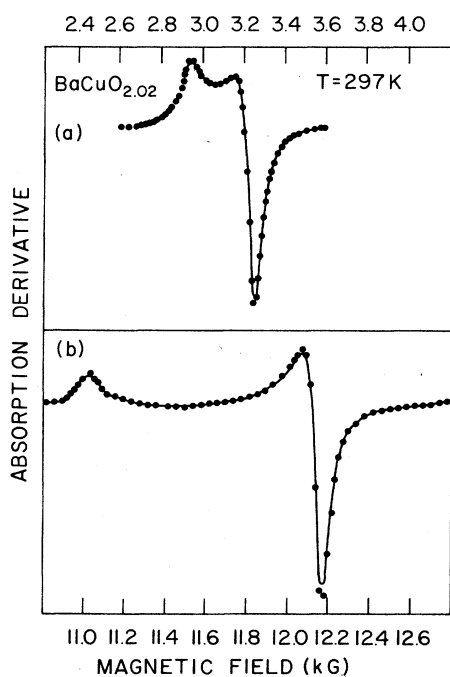 2.4 2.6 2.8 3.0 3.2 3.4 3.6 3.8 4.0
BaCuO2.02 T=297K
(a)
(b)
ABSORPTION DERIVATIVE
11.0 11.2 11.4 11.6 11.8 12.0 12.2 12.4 12.6
MAGNETIC FIELD (kG)